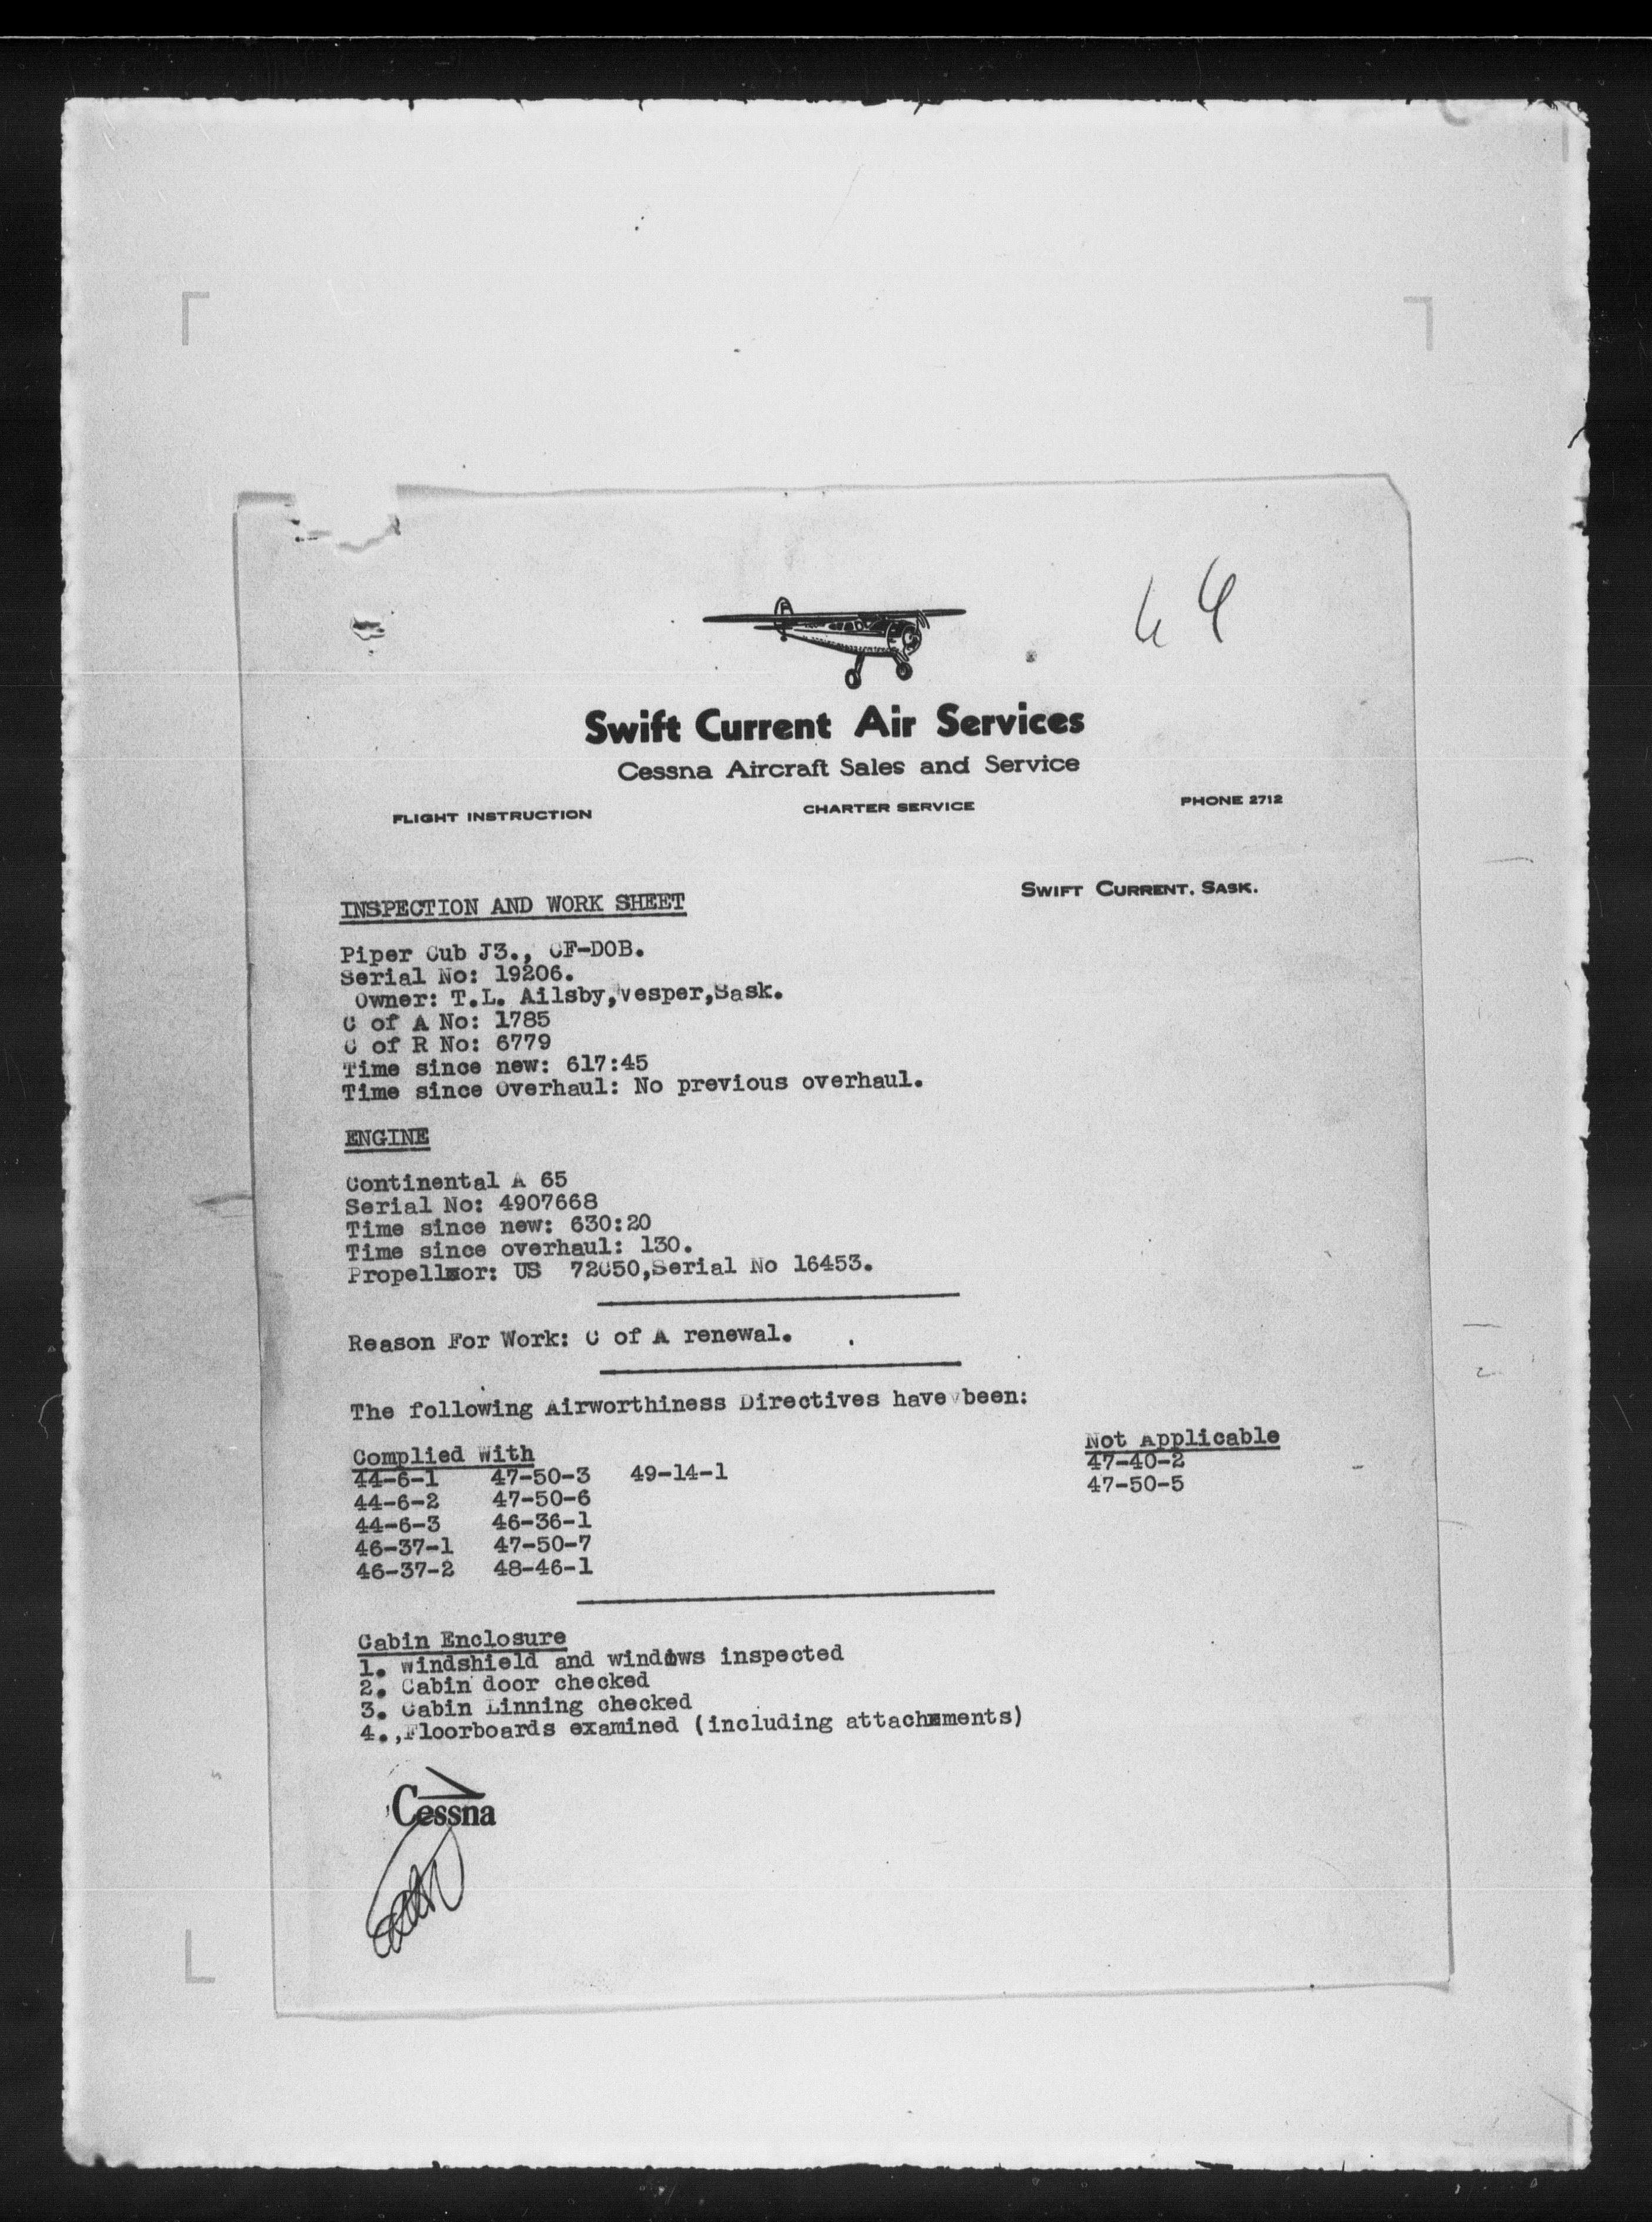 64
Swift Current Air Services
Cessna Aircraft Sales and Service
FLIGHT INSTRUCTION CHARTER SERVICE PHONE 2712
SWIFT CURRENT, SASK.
INSPECTION AND WORK SHEET
Piper Cub J3., CF-DOB.
Serial No: 19206.
Owner: T.L. Ailsby,Vesper,Sask.
C of A No: 1785
C of R No: 6779
Time since new: 617:45
Time since Overhaul: No previous overhaul.
ENGINE
Continental A 65
Serial No: 4907668
Time since new: 630:20
Time since overhaul: 130.
Propellxor: US 72C50,Serial No 16453.
Reason For Work: C of A renewal.
The following Airworthiness Directives have been:
Complied With Not Applicable
44-6-1 47-50-3 49-14-1 47-40-2
44-6-2 47-50-6 47-50-5
44-6-3 46-36-1
46-37-1 47-50-7
46-37-2 48-46-1
Cabin Enclosure
1. Windshield and windows inspected
2. Cabin door checked
3. Cabin Linning checked
4.,Floorboards examined (including attachxments)
Cessna